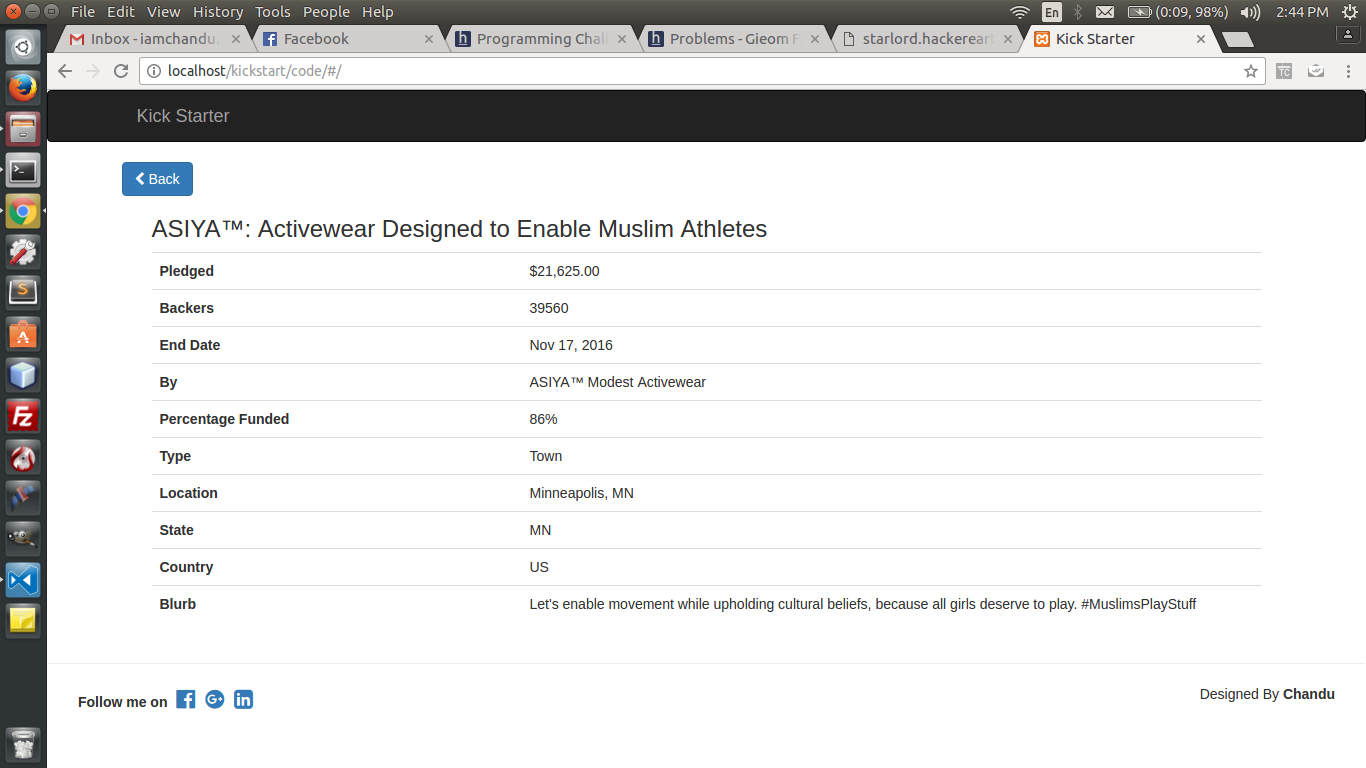 File Edit View History Tools People Help
En (0:09, 98%) 2:44 PM
Inbox - iamchandu. Facebook Programming Chal Problems - Gieom F starlord.hackereart Kick Starter
localhost/kickstart/code/#/ TC
Kick Starter
Back
ASIYA™: Activewear Designed to Enable Muslim Athletes
Pledged $21,625.00
Backers 39560
End Date Nov 17, 2016
By ASIYA™ Modest Activewear
Percentage Funded 86%
Type Town
Location Minneapolis, MN
State MN
Country US
Blurb Let's enable movement while upholding cultural beliefs, because all girls deserve to play. #MuslimsPlayStuff
Follow me on
Designed By Chandu